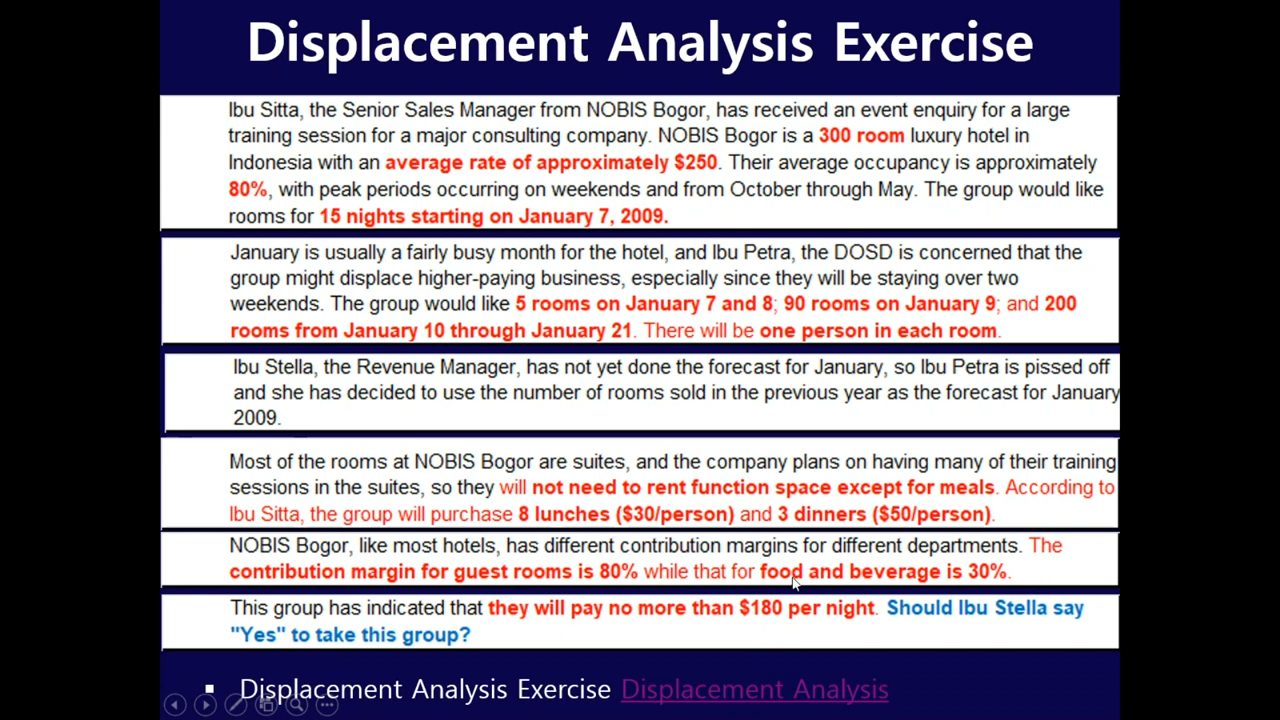 Displacement Analysis Exercise
Ibu Sitta, the Senior Sales Manager from NOBIS Bogor, has received an event enquiry for a large
training session for a major consulting company. NOBIS Bogor is a 300 room luxury hotel in
Indonesia with an average rate of approximately $250. Their average occupancy is approximately
80%, with peak periods occurring on weekends and from October through May. The group would like
rooms for 15 nights starting on January 7, 2009.
January is usually a fairly busy month for the hotel, and Ibu Petra, the DOSD is concerned that the
group might displace higher-paying business, especially since they will be staying over two
weekends. The group would like 5 rooms on January 7 and 8; 90 rooms on January 9; and 200
rooms from January 10 through January 21. There will be one person in each room.
Ibu Stella, the Revenue Manager, has not yet done the forecast for January, so Ibu Petra is pissed off
and she has decided to use the number of rooms sold in the previous year as the forecast for January
2009.
Most of the rooms at NOBIS Bogor are suites, and the company plans on having many of their training
sessions in the suites, so they will not need to rent function space except for meals. According to
Ibu Sitta, the group will purchase 8 lunches ($30/person) and 3 dinners ($50/person).
NOBIS Bogor, like most hotels, has different contribution margins for different departments. The
contribution margin for guest rooms is 80% while that for food and beverage is 30%.
This group has indicated that they will pay no more than $180 per night. Should Ibu Stella say
"Yes" to take this group?
▪ Displacement Analysis Exercise Displacement Analysis